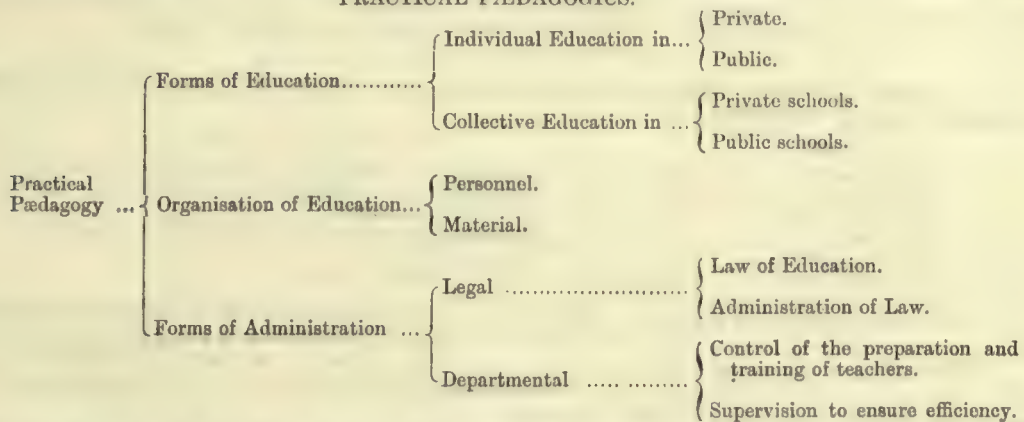 PRACTICAL PÆDAGOGICS.
Practical
Pædagogy ...
Forms of Education............
Individual Education in...
Private.
Public.
Collective Education in ...
Private schools.
Public schools.
Organisation of Education...
Personnel.
Material.
Forms of Administration ...
Legal ..........................
Law of Education.
Administration of Law.
Departmental ..... .........
Control of the preparation and
training of teachers.
Supervision to ensure efficiency.